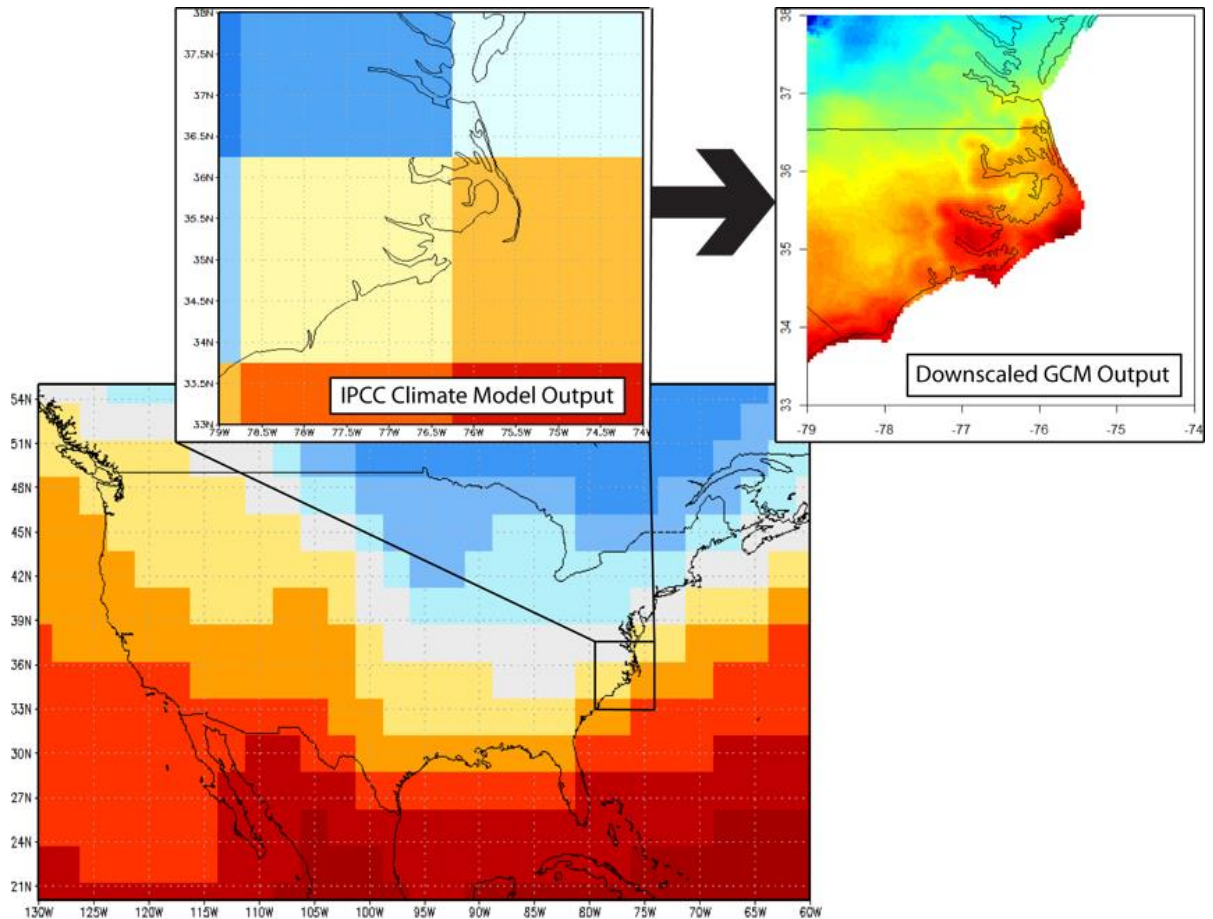 38N
37.5N
37N
36.5N
36N
35.5N
35N
34.5N
34N
33.5N
33N
79W 78.5W 78W 77.5W 77W 76.5W 76W 75.5W 75W 74.5W 74W
IPCC Climate Model Output
38
37
36
35
34
33
-79 -78 -77 -76 -75 -74
Downscaled GCM Output
54N
51N
48N
45N
42N
39N
36N
33N
30N
27N
24N
21N
130W 125W 120W 115W 110W 105W 100W 95W 90W 85W 80W 75W 70W 65W 60W